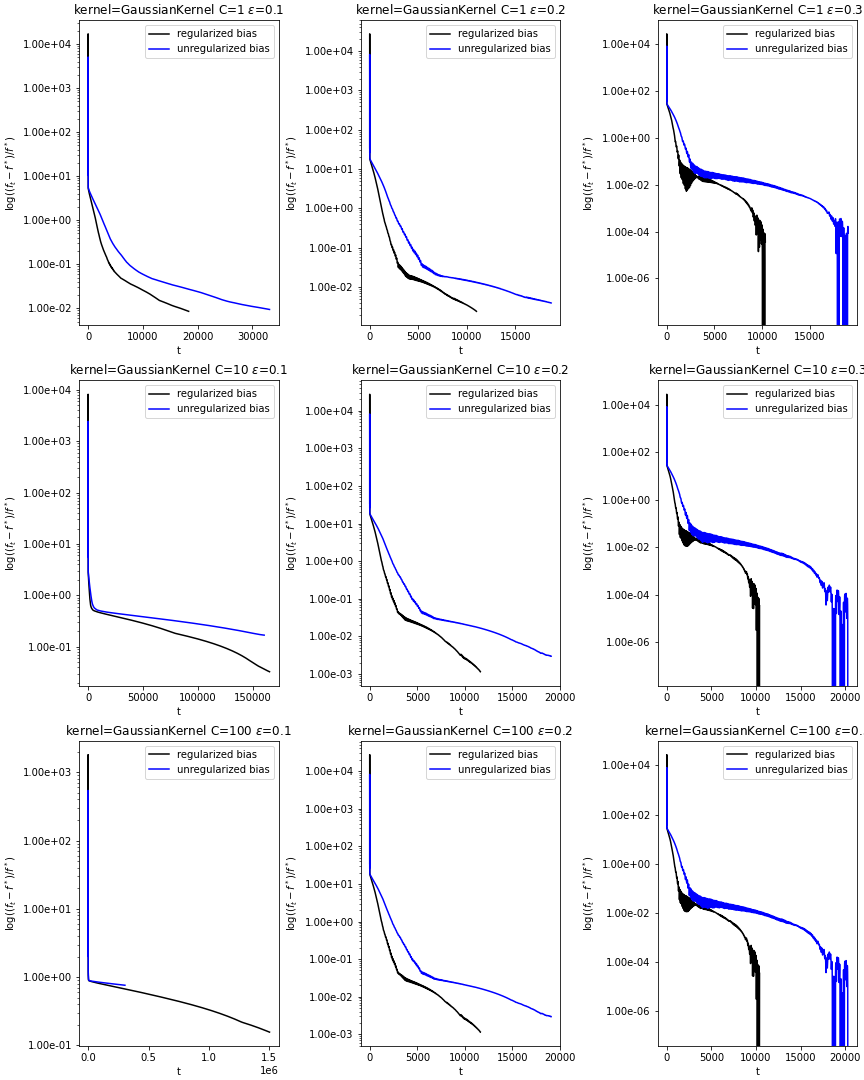 kernel=GaussianKernel C=1 ε=0.1
1.00e+04
1.00e+03
1.00e+02
1.00e+01
1.00e+00
1.00e-01
1.00e-02
log((f_t − f*)/f*)
regularized bias
unregularized bias
0 10000 20000 30000
t
kernel=GaussianKernel C=1 ε=0.2
1.00e+04
1.00e+03
1.00e+02
1.00e+01
1.00e+00
1.00e-01
1.00e-02
log((f_t − f*)/f*)
regularized bias
unregularized bias
0 5000 10000 15000
t
kernel=GaussianKernel C=1 ε=0.3
1.00e+04
1.00e+02
1.00e+00
1.00e-02
1.00e-04
1.00e-06
log((f_t − f*)/f*)
regularized bias
unregularized bias
0 5000 10000 15000
t
kernel=GaussianKernel C=10 ε=0.1
1.00e+04
1.00e+03
1.00e+02
1.00e+01
1.00e+00
1.00e-01
log((f_t − f*)/f*)
regularized bias
unregularized bias
0 50000 100000 150000
t
kernel=GaussianKernel C=10 ε=0.2
1.00e+04
1.00e+03
1.00e+02
1.00e+01
1.00e+00
1.00e-01
1.00e-02
1.00e-03
log((f_t − f*)/f*)
regularized bias
unregularized bias
0 5000 10000 15000 20000
t
kernel=GaussianKernel C=10 ε=0.3
1.00e+04
1.00e+02
1.00e+00
1.00e-02
1.00e-04
1.00e-06
log((f_t − f*)/f*)
regularized bias
unregularized bias
0 5000 10000 15000 20000
t
kernel=GaussianKernel C=100 ε=0.1
1.00e+03
1.00e+02
1.00e+01
1.00e+00
1.00e-01
log((f_t − f*)/f*)
regularized bias
unregularized bias
0.0 0.5 1.0 1.5
1e6
t
kernel=GaussianKernel C=100 ε=0.2
1.00e+04
1.00e+03
1.00e+02
1.00e+01
1.00e+00
1.00e-01
1.00e-02
1.00e-03
log((f_t − f*)/f*)
regularized bias
unregularized bias
0 5000 10000 15000 20000
t
kernel=GaussianKernel C=100 ε=0.
1.00e+04
1.00e+02
1.00e+00
1.00e-02
1.00e-04
1.00e-06
log((f_t − f*)/f*)
regularized bias
unregularized bias
0 5000 10000 15000 20000
t